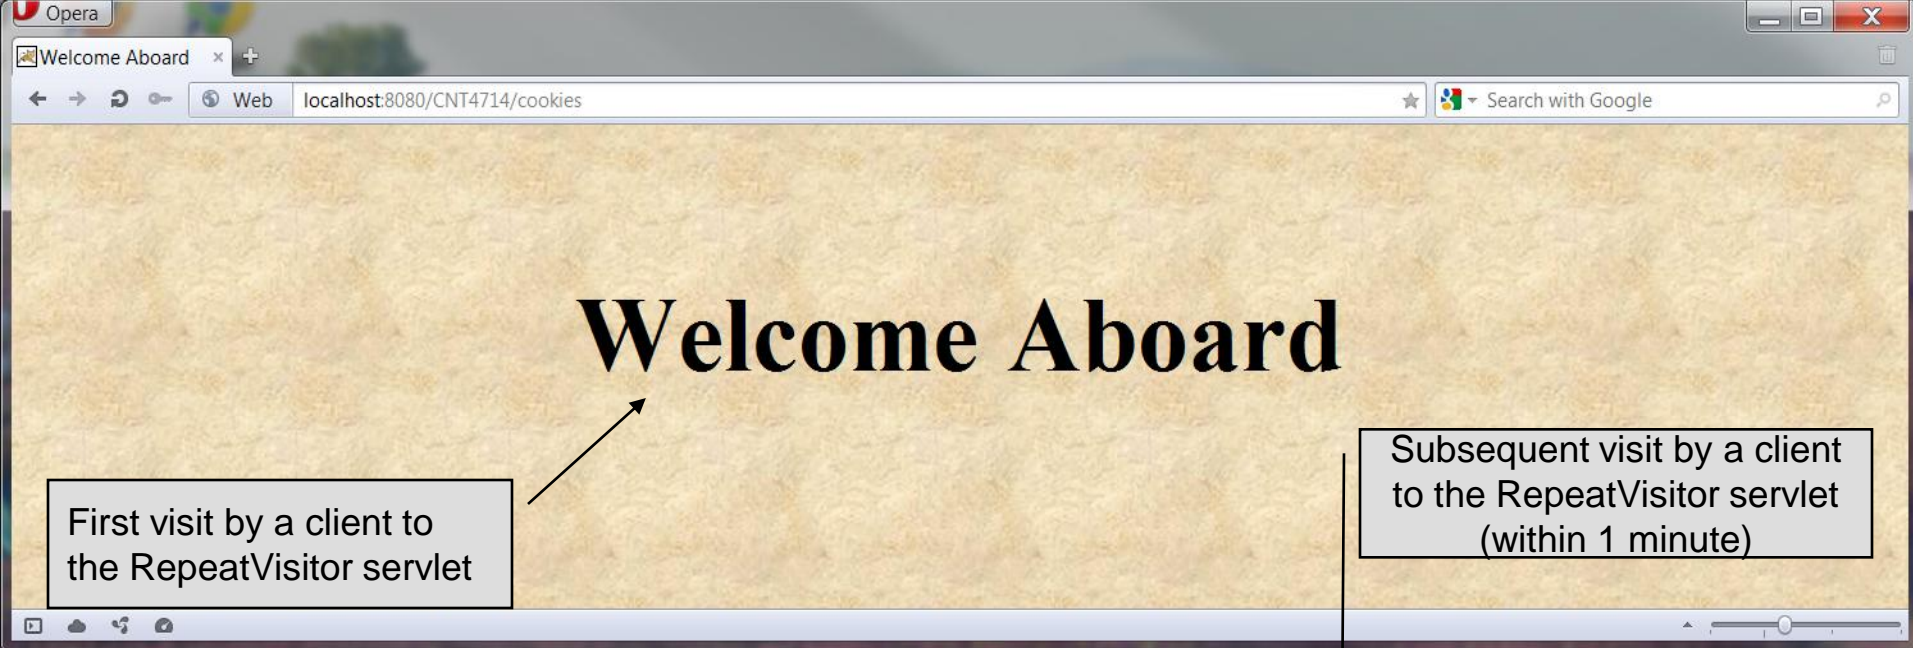 Opera
Welcome Aboard
Web localhost:8080/CNT4714/cookies Search with Google
Welcome Aboard
First visit by a client to
the RepeatVisitor servlet
Subsequent visit by a client
to the RepeatVisitor servlet
(within 1 minute)